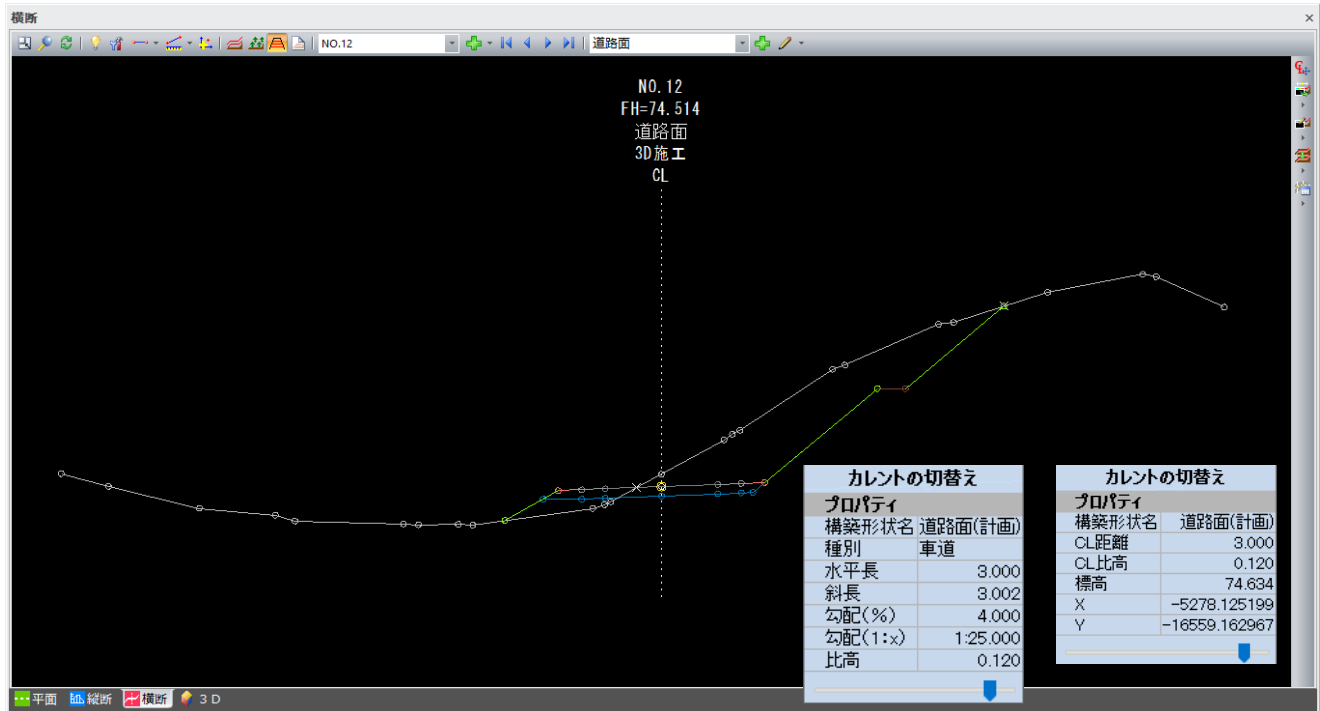 横断
NO.12 道路面
NO.12
FH=74.514
道路面
3D施工
CL
カレントの切替え
プロパティ
構築形状名 道路面(計画)
種別 車道
水平長 3.000
斜長 3.002
勾配(%) 4.000
勾配(1:x) 1:25.000
比高 0.120
カレントの切替え
プロパティ
構築形状名 道路面(計画)
CL距離 3.000
CL比高 0.120
標高 74.634
X -5278.125199
Y -16559.162967
平面 縦断 横断 3D